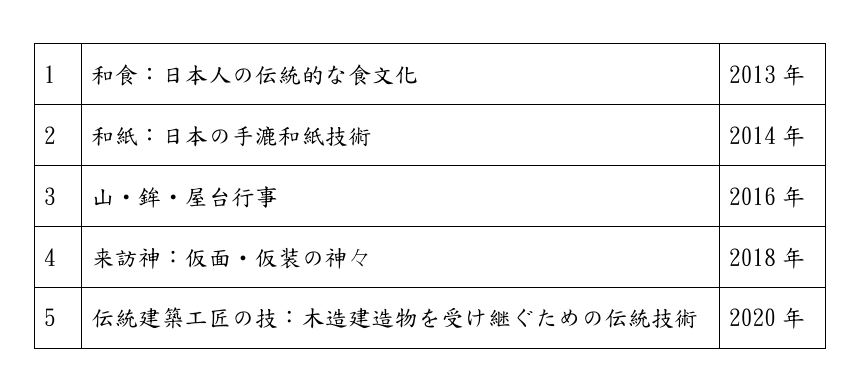 1 和食：日本人の伝統的な食文化 2013 年
2 和紙：日本の手漉和紙技術 2014 年
3 山・鉾・屋台行事 2016 年
4 来訪神：仮面・仮装の神々 2018 年
5 伝統建築工匠の技：木造建造物を受け継ぐための伝統技術 2020 年